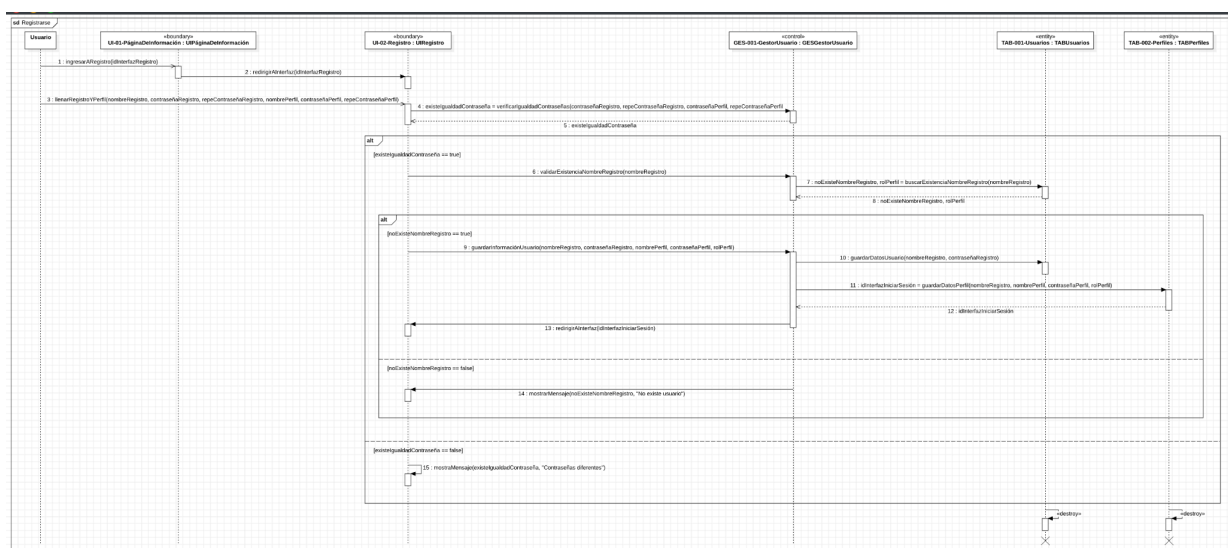 sd Registrarse
Usuario
«boundary»
UI-01-PáginaDeInformación : UIPáginaDeInformación
«boundary»
UI-02-Registro : UIRegistro
«control»
GES-001-GestorUsuario : GESGestorUsuario
«entity»
TAB-001-Usuarios : TABUsuarios
«entity»
TAB-002-Perfiles : TABPerfiles
1 : ingresarARegistro(idInterfazRegistro)
2 : redirigirAInterfaz(idInterfazRegistro)
3 : llenarRegistroYPerfil(nombreRegistro, contraseñaRegistro, repeContraseñaRegistro, nombrePerfil, contraseñaPerfil, repeContraseñaPerfil)
4 : existeIgualdadContraseña = verificarIgualdadContraseñas(contraseñaRegistro, repeContraseñaRegistro, contraseñaPerfil, repeContraseñaPerfil
5 : existeIgualdadContraseña
alt
[existeIgualdadContraseña == true]
6 : validarExistenciaNombreRegistro(nombreRegistro)
7 : noExisteNombreRegistro, rolPerfil = buscarExistenciaNombreRegistro(nombreRegistro)
8 : noExisteNombreRegistro, rolPerfil
alt
[noExisteNombreRegistro == true]
9 : guardarInformaciónUsuario(nombreRegistro, contraseñaRegistro, nombrePerfil, contraseñaPerfil, rolPerfil)
10 : guardarDatosUsuario(nombreRegistro, contraseñaRegistro)
11 : idInterfazIniciarSesión = guardarDatosPerfil(nombreRegistro, nombrePerfil, contraseñaPerfil, rolPerfil)
12 : idInterfazIniciarSesión
13 : redirigirAInterfaz(idInterfazIniciarSesión)
[noExisteNombreRegistro == false]
14 : mostrarMensaje(noExisteNombreRegistro, "No existe usuario")
[existeIgualdadContraseña == false]
15 : mostraMensaje(existeIgualdadContraseña, "Contraseñas diferentes")
«destroy»
«destroy»